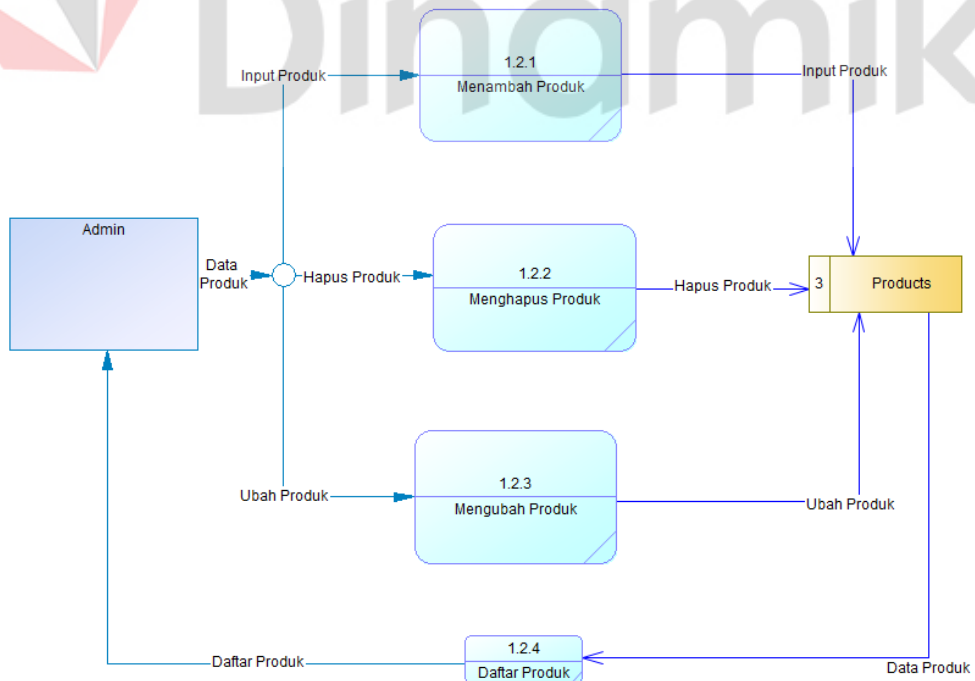 Dinamik
1.2.1
Menambah Produk
Input Produk
Input Produk
Admin
Data
Produk
Hapus Produk
1.2.2
Menghapus Produk
Hapus Produk
3
Products
Ubah Produk
1.2.3
Mengubah Produk
Ubah Produk
Daftar Produk
1.2.4
Daftar Produk
Data Produk